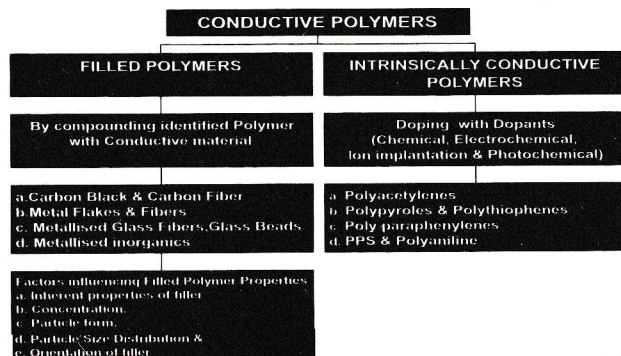 CONDUCTIVE POLYMERS
FILLED POLYMERS
By compounding identified Polymer
with Conductive material
a.Carbon Black & Carbon Fiber
b.Metal Flakes & Fibers
c. Metallised Glass Fibers,Glass Beads
d. Metallised inorganics
Factors influencing Filled Polymer Properties
a. Inherent properties of filler
b. Concentration,
c. Particle form,
d. Particle Size Distribution &
e. Orientation of filler
INTRINSICALLY CONDUCTIVE
POLYMERS
Doping with Dopants
(Chemical, Electrochemical,
Ion implantation & Photochemical)
a Polyacetylenes
b Polypyroles & Polythiophenes
c Poly paraphenylenes
d. PPS & Polyaniline